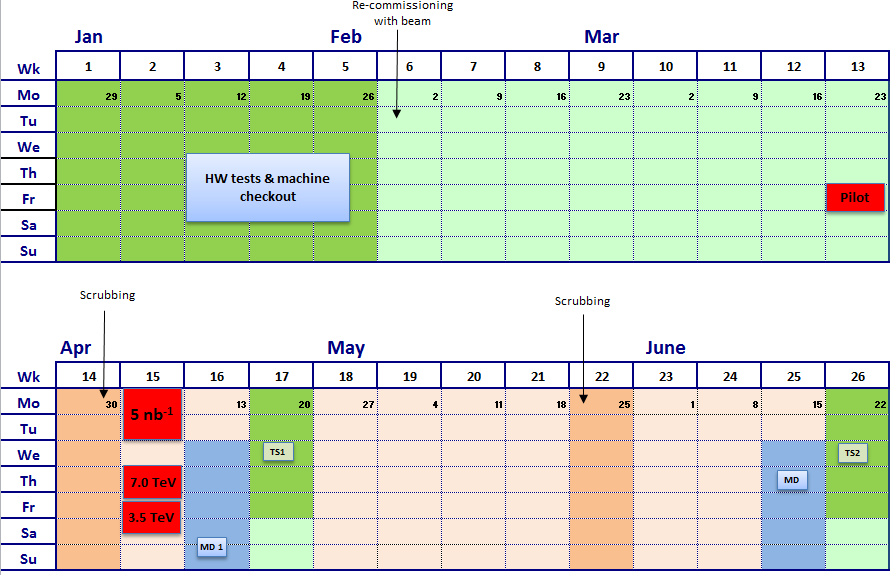 Re-commissioning
with beam
Jan Feb Mar
Wk 1 2 3 4 5 6 7 8 9 10 11 12 13
Mo 29 5 12 19 26 2 9 16 23 2 9 16 23
Tu
We
Th
HW tests & machine
checkout
Fr Pilot
Sa
Su
Scrubbing Scrubbing
Apr May June
Wk 14 15 16 17 18 19 20 21 22 23 24 25 26
Mo 30 5 nb⁻¹ 13 20 27 4 11 18 25 1 8 15 22
Tu
We TS1 TS2
Th 7.0 TeV MD
Fr 3.5 TeV
Sa
Su MD 1